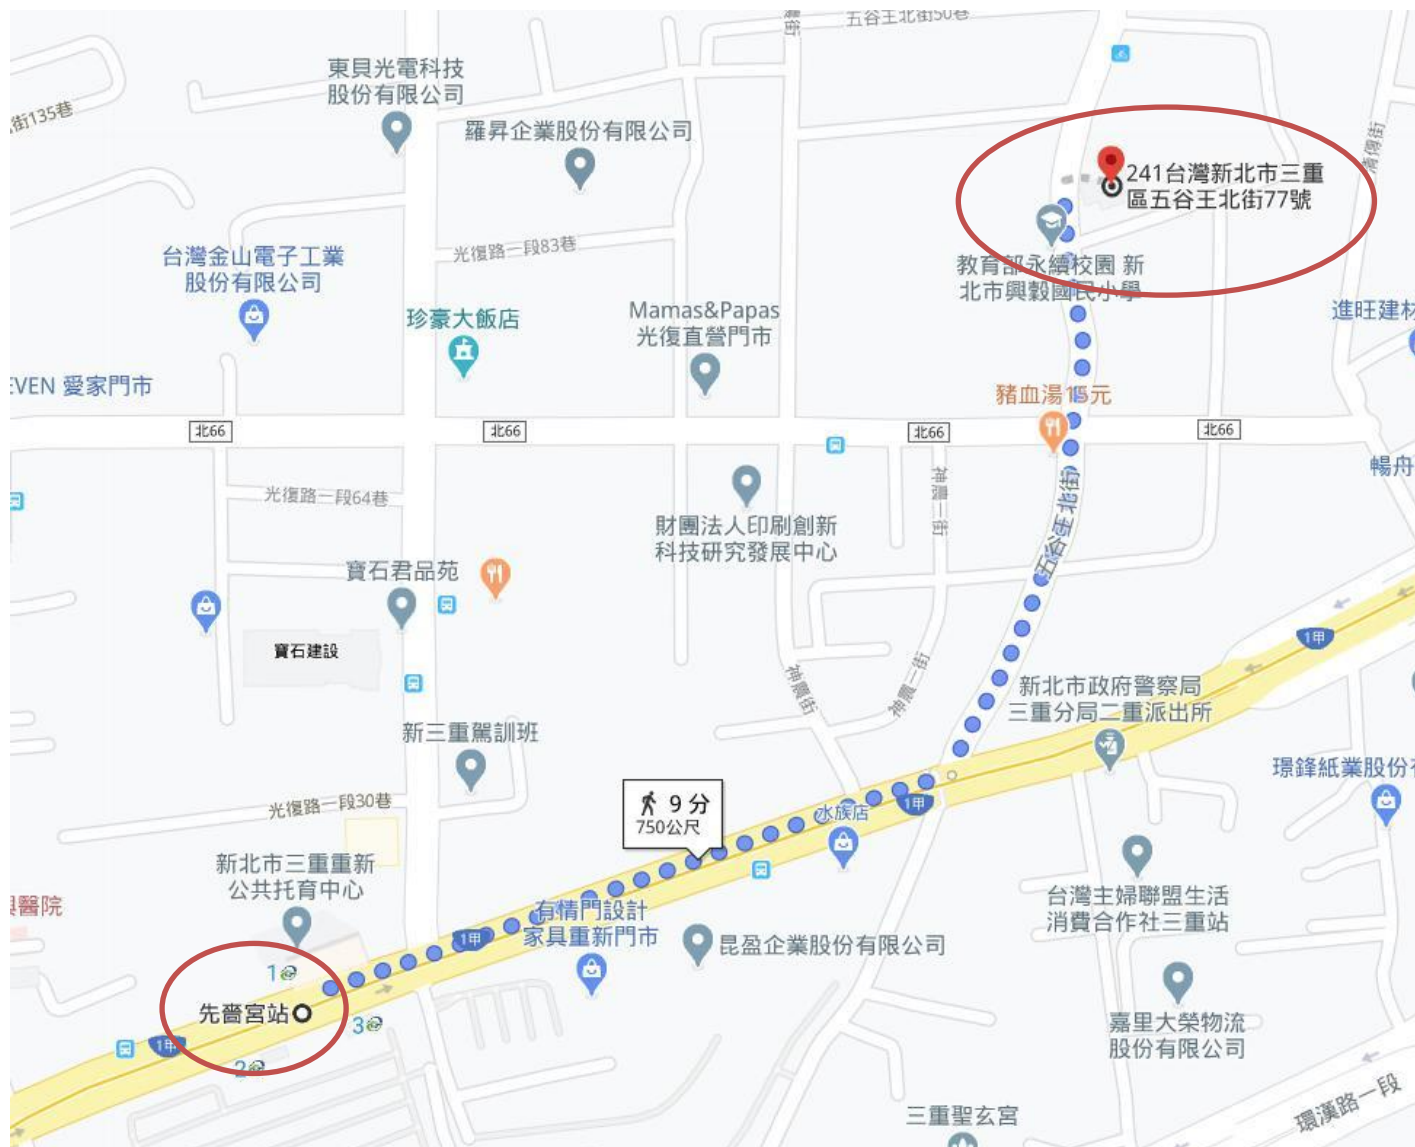 五谷王北街50巷
東貝光電科技
股份有限公司
街135巷
羅昇企業股份有限公司
241台灣新北市三重
區五谷王北街77號
光復路一段83巷
台灣金山電子工業
股份有限公司
教育部永續校園 新
北市興穀國民小學
珍豪大飯店
Mamas&Papas
光復直營門市
進旺建材
EVEN 愛家門市
豬血湯15元
北66
北66
北66
北66
暢舟
光復路一段64巷
神農一街
財團法人印刷創新
科技研究發展中心
五谷王北街
寶石君品苑
1甲
寶石建設
神農街
神農二街
新北市政府警察局
三重分局二重派出所
新三重駕訓班
璟鋒紙業股份有
光復路一段30巷
9 分
750公尺
水族店
1甲
新北市三重重新
公共托育中心
台灣主婦聯盟生活
消費合作社三重站
醫院
有情門設計
家具重新門市
1甲
昆盈企業股份有限公司
1
先嗇宮站
3
嘉里大榮物流
股份有限公司
1甲
2
環漢路一段
三重聖玄宮